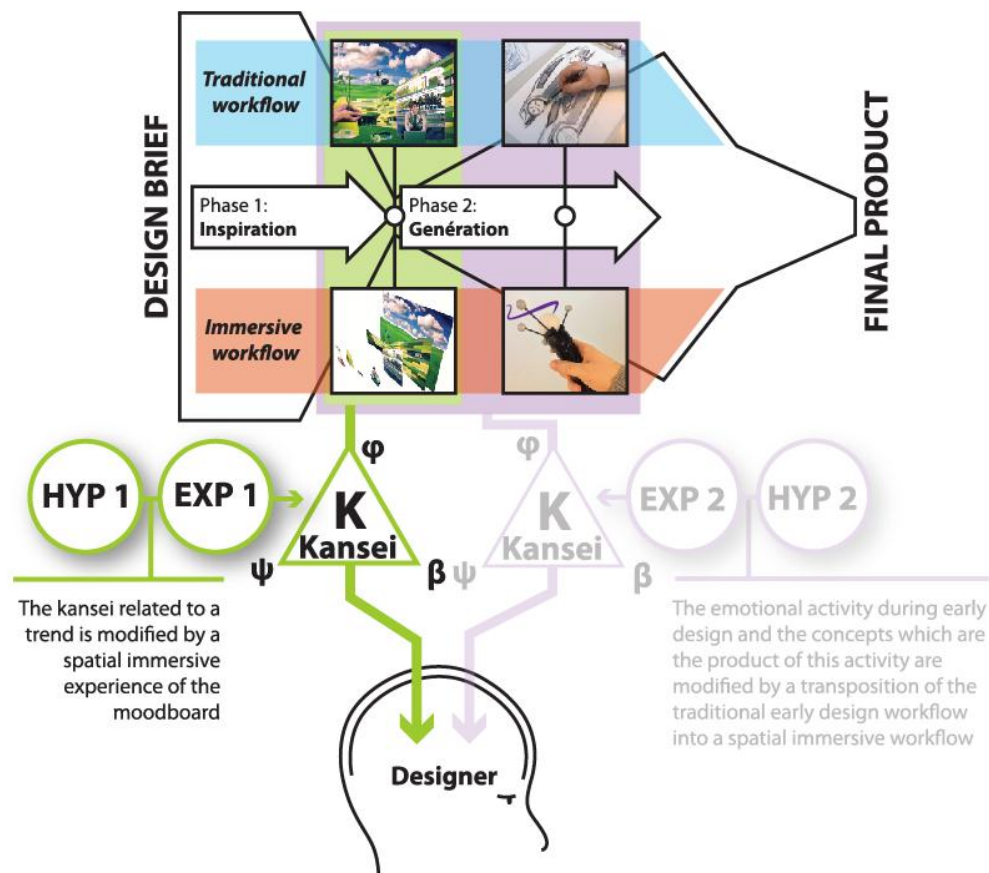 DESIGN BRIEF
Traditional
workflow
Phase 1:
Inspiration
Phase 2:
Genération
Immersive
workflow
FINAL PRODUCT
HYP 1
EXP 1
φ
K
Kansei
ψ
β
The kansei related to a
trend is modified by a
spatial immersive
experience of the
moodboard
φ
K
Kansei
ψ
β
EXP 2
HYP 2
The emotional activity during early
design and the concepts which are
the product of this activity are
modified by a transposition of the
traditional early design workflow
into a spatial immersive workflow
Designer